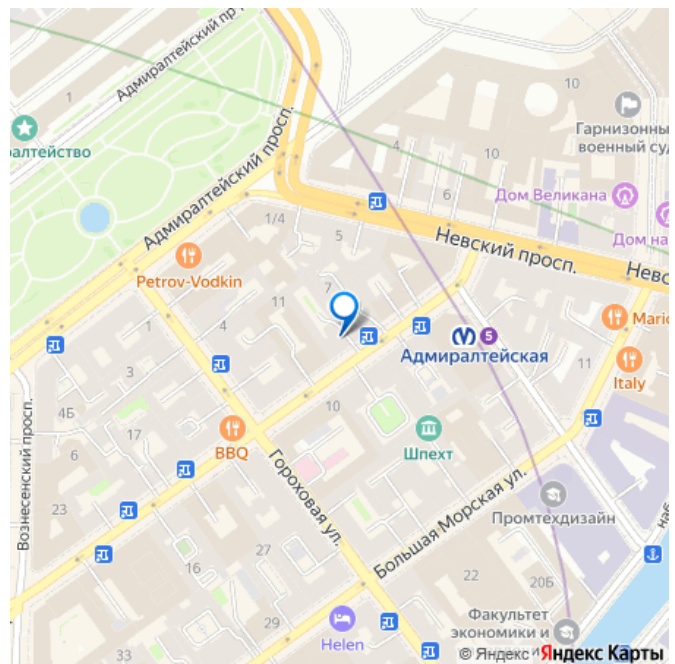 Адмиралтейский пр
10
1
Гарнизонны
военный суд
ралтейство
Адмиралтейский просп.
4
10
6
Дом Великана
1/4
5
Невский просп.
Дом на
Невс
Petrov-Vodkin
7
11
Mario
1
4
М
5
Адмиралтейская
11
Italy
3
4Б
10
17
BBQ
Шпехт
6
Вознесенский просп.
Гороховая ул.
Большая Морская ул.
23
Промтехдизайн
наб
27
16
22
20Б
Helen
Факультет
экономики и
33
© Яндекс Яндекс Карты